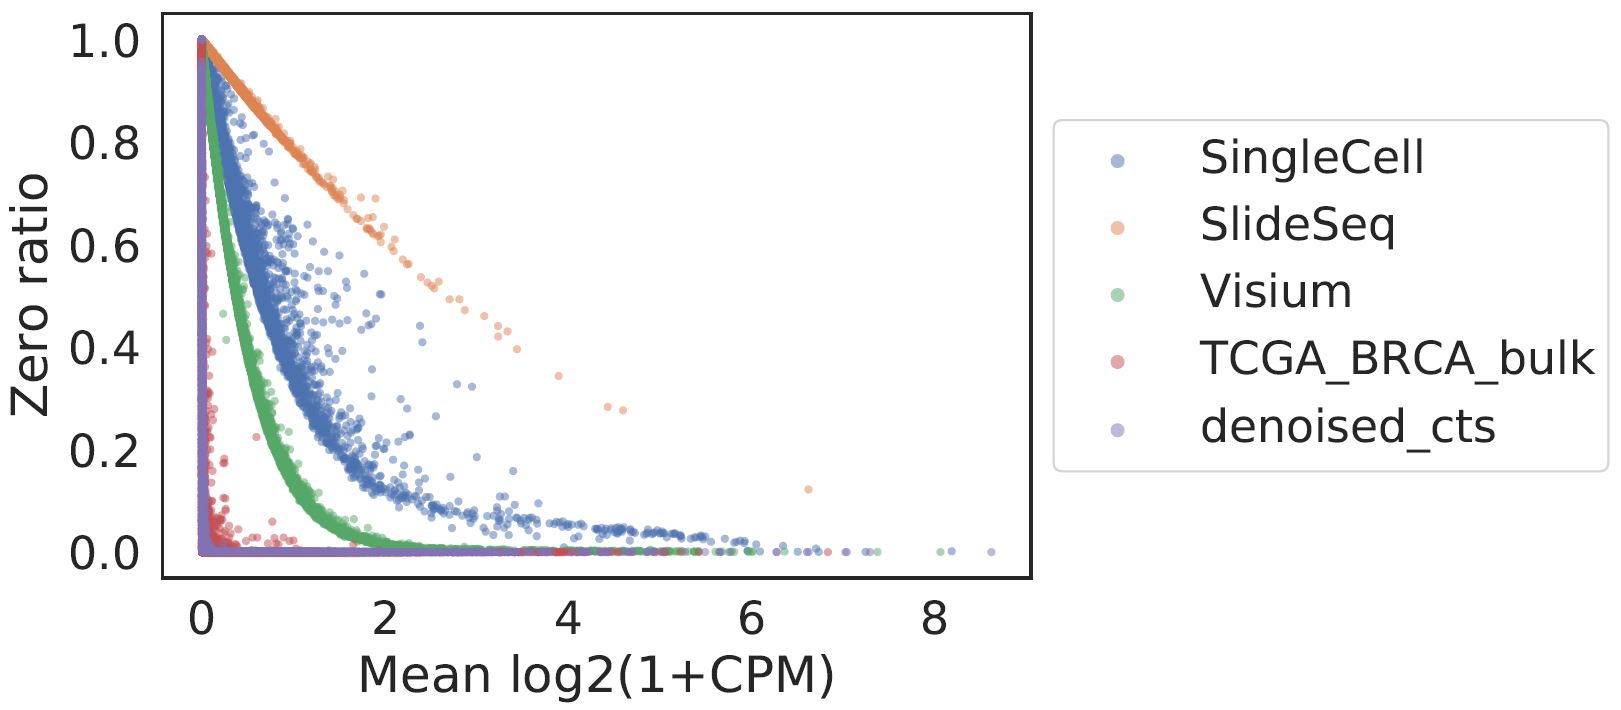 1.0
0.8
0.6
0.4
0.2
0.0
Zero ratio
0 2 4 6 8
Mean log2(1+CPM)
SingleCell
SlideSeq
Visium
TCGA_BRCA_bulk
denoised_cts